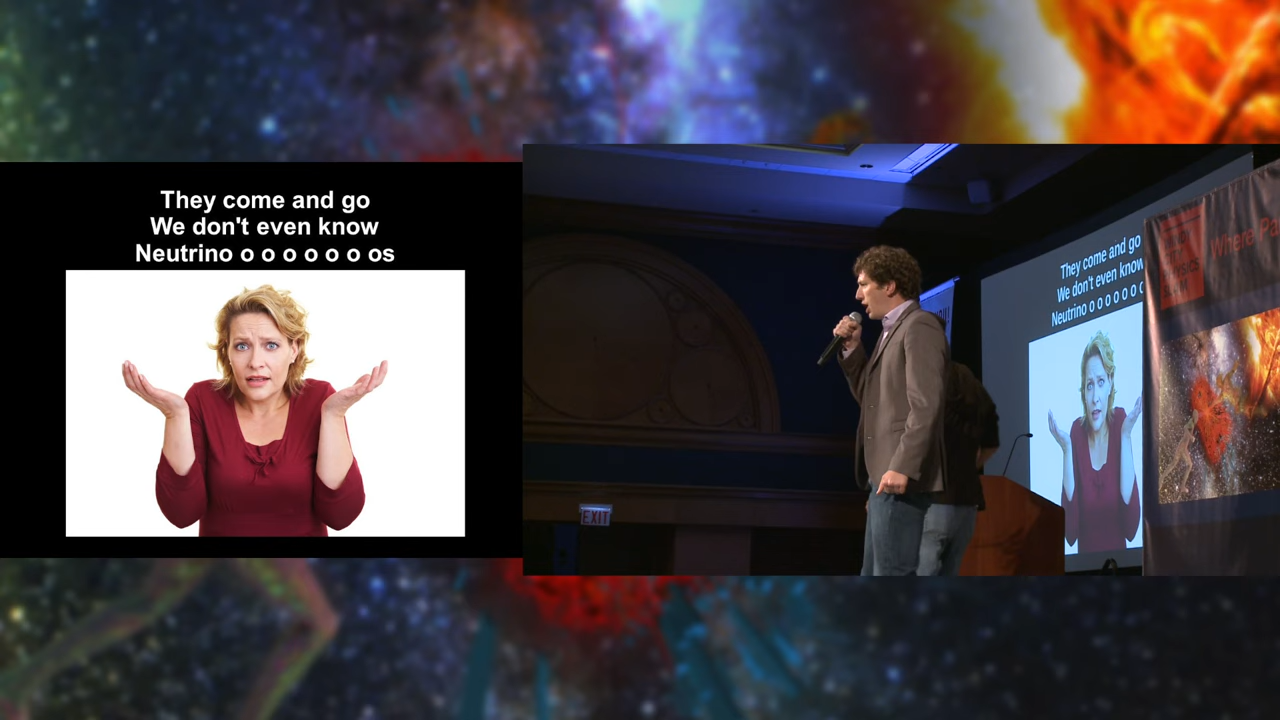 They come and go
We don't even know
Neutrino o o o o o o os
They come and go
We don't even know
Neutrino o o o o o o
Where Pa
EXIT